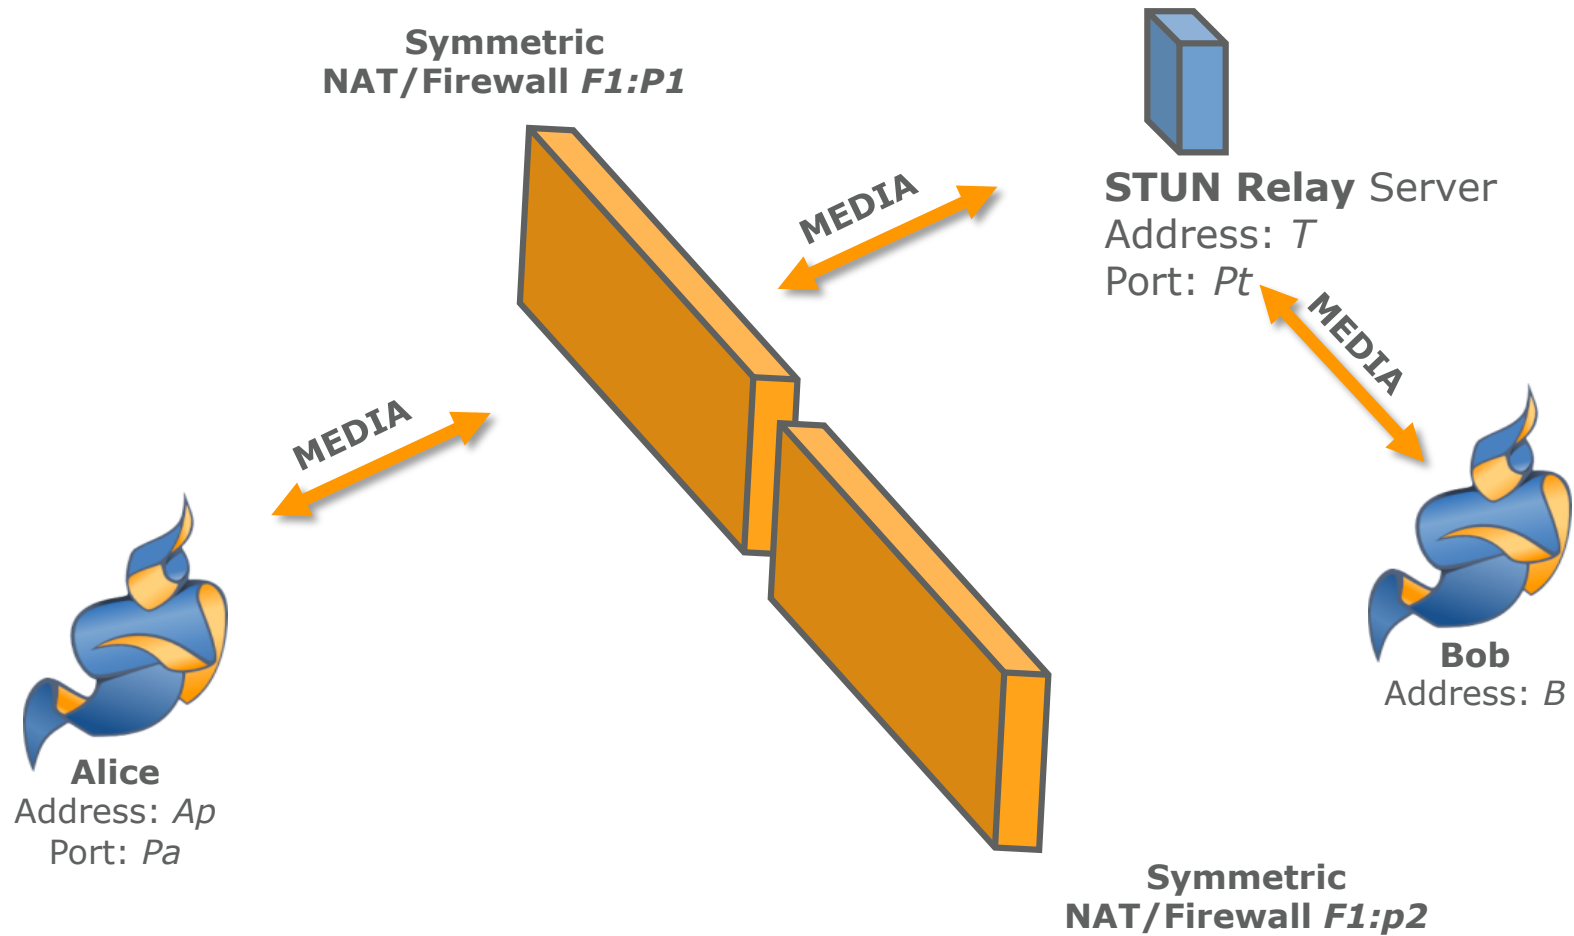 Symmetric
NAT/Firewall F1:P1
MEDIA
STUN Relay Server
Address: T
Port: Pt
MEDIA
MEDIA
Bob
Address: B
Alice
Address: Ap
Port: Pa
Symmetric
NAT/Firewall F1:p2